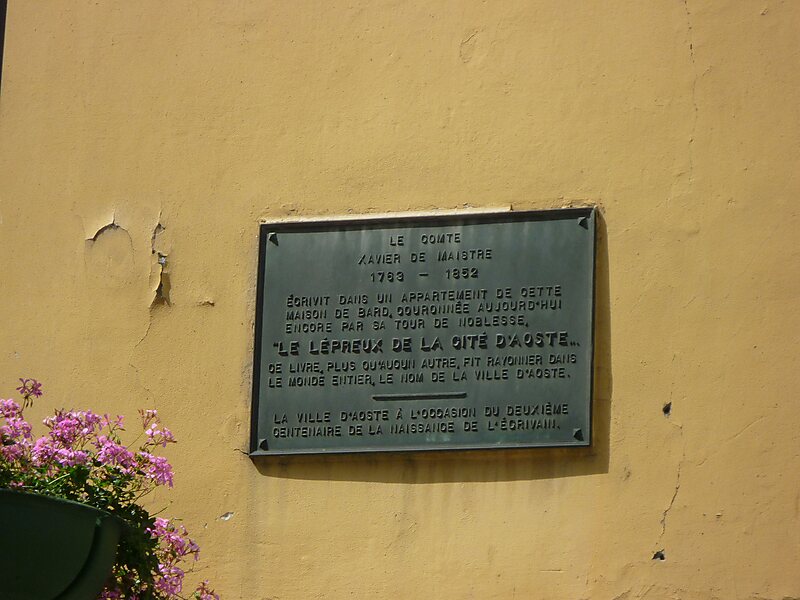 LE COMTE
XAVIER DE MAISTRE
1763 – 1852
ÉCRIVIT DANS UN APPARTEMENT DE CETTE
MAISON DE BARD, COURONNÉE AUJOURD'HUI
ENCORE PAR SA TOUR DE NOBLESSE,
"LE LÉPREUX DE LA CITÉ D'AOSTE„.
CE LIVRE, PLUS QU'AUCUN AUTRE, FIT RAYONNER DANS
LE MONDE ENTIER, LE NOM DE LA VILLE D'AOSTE.
LA VILLE D'AOSTE À L'OCCASION DU DEUXIÈME
CENTENAIRE DE LA NAISSANCE DE L'ÉCRIVAIN.